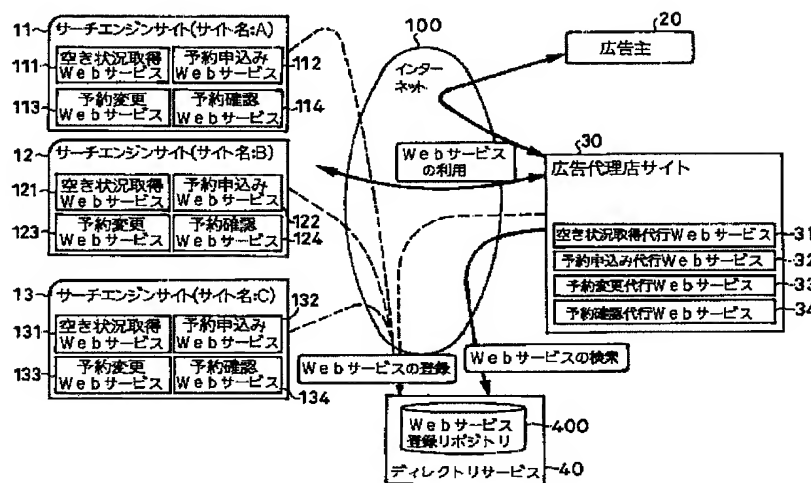 11
サーチエンジンサイト(サイト名:A)
111
空き状況取得
Webサービス
予約申込み
Webサービス
112
113
予約変更
Webサービス
予約確認
Webサービス
114
12
サーチエンジンサイト(サイト名:B)
121
空き状況取得
Webサービス
予約申込み
Webサービス
122
123
予約変更
Webサービス
予約確認
Webサービス
124
13
サーチエンジンサイト(サイト名:C)
131
空き状況取得
Webサービス
予約申込み
Webサービス
132
133
予約変更
Webサービス
予約確認
Webサービス
134
100
インター
ネット
20
広告主
Webサービス
の利用
30
広告代理店サイト
空き状況取得代行Webサービス
31
予約申込み代行Webサービス
32
予約変更代行Webサービス
33
予約確認代行Webサービス
34
Webサービスの登録
Webサービスの検索
Webサービス
登録リポジトリ
400
ディレクトリサービス
40